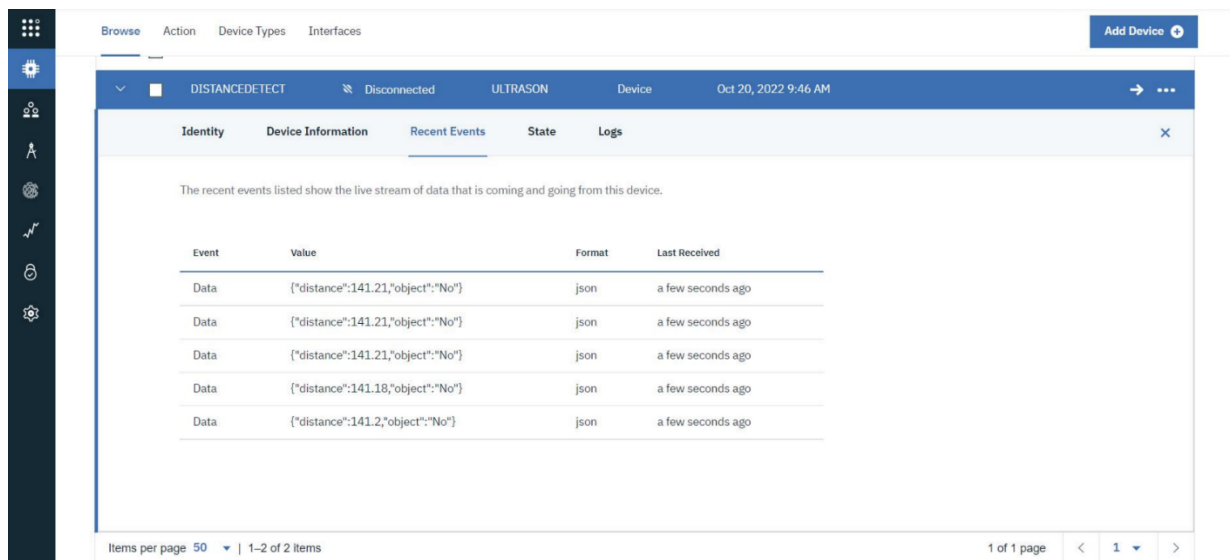 Browse Action Device Types Interfaces Add Device
DISTANCEDETECT Disconnected ULTRASON Device Oct 20, 2022 9:46 AM
Identity Device Information Recent Events State Logs
The recent events listed show the live stream of data that is coming and going from this device.
Event Value Format Last Received
Data {"distance":141.21,"object":"No"} json a few seconds ago
Data {"distance":141.21,"object":"No"} json a few seconds ago
Data {"distance":141.21,"object":"No"} json a few seconds ago
Data {"distance":141.18,"object":"No"} json a few seconds ago
Data {"distance":141.2,"object":"No"} json a few seconds ago
Items per page 50 | 1–2 of 2 items 1 of 1 page < 1 >